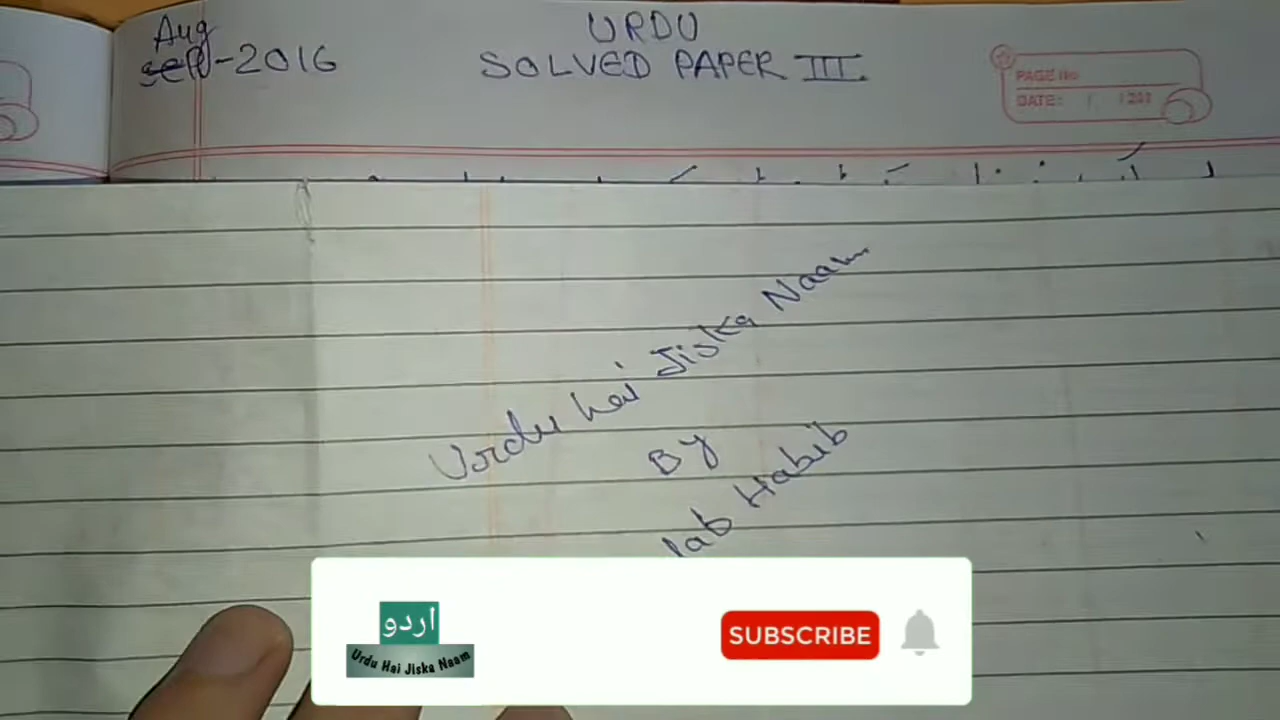 Aug
URDU
Sep-2016
SOLVED PAPER III
PAGE No
DATE:
Urdu hai Jiska Naam
By
Habib
اردو
Urdu Hai Jiska Naam
SUBSCRIBE